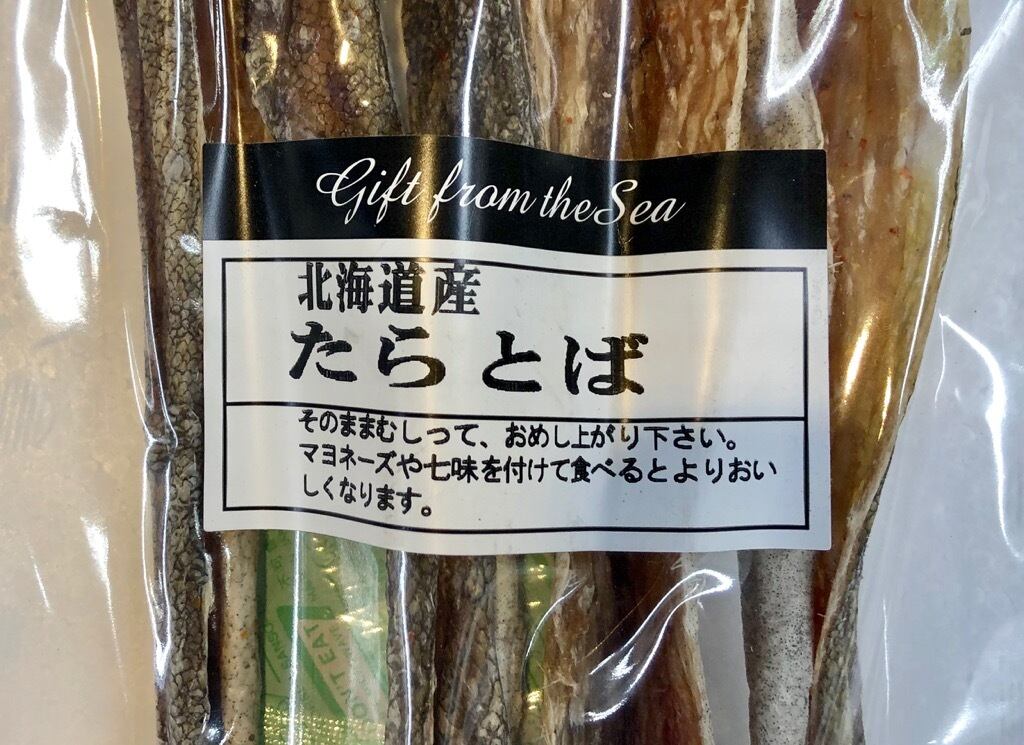 Gift from the Sea
北海道産
たらとば
そのままむしって、おめし上がり下さい。
マヨネーズや七味を付けて食べるとよりおい
しくなります。
EAT